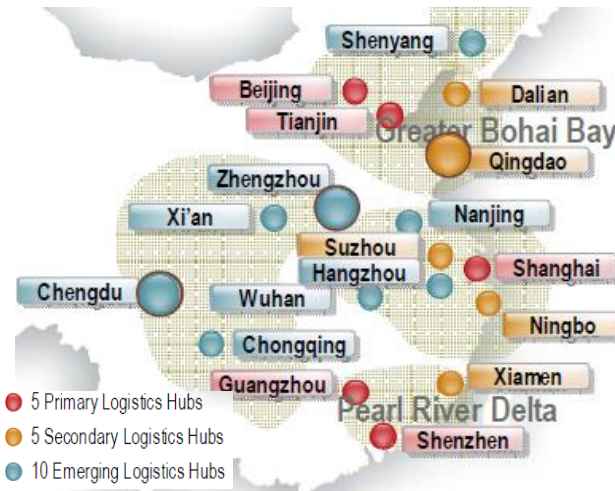 Shenyang
Beijing
Dalian
Tianjin
Greater Bohai Bay
Qingdao
Zhengzhou
Xi'an
Nanjing
Suzhou
Shanghai
Hangzhou
Chengdu
Wuhan
Ningbo
Chongqing
Guangzhou
Xiamen
5 Primary Logistics Hubs
Pearl River Delta
5 Secondary Logistics Hubs
Shenzhen
10 Emerging Logistics Hubs